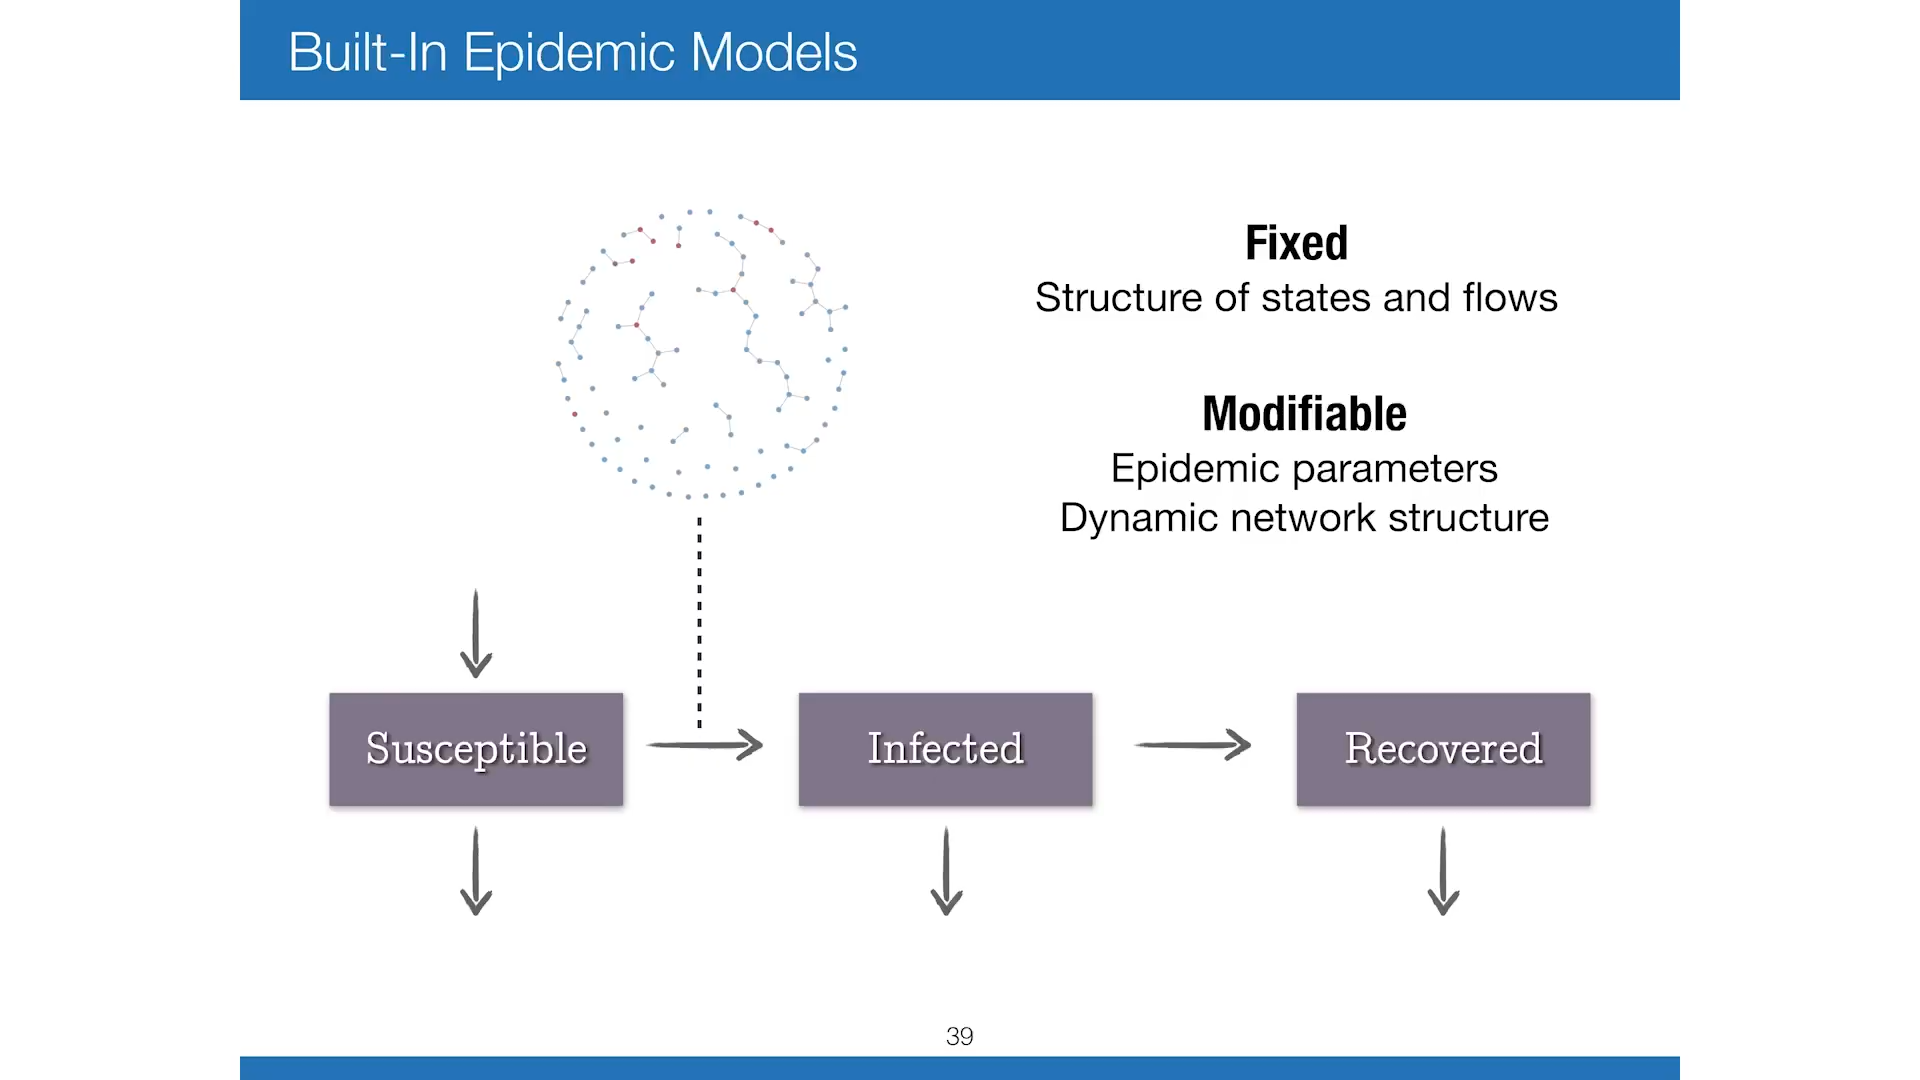 Built-In Epidemic Models
Fixed
Structure of states and flows
Modifiable
Epidemic parameters
Dynamic network structure
Susceptible
Infected
Recovered
39